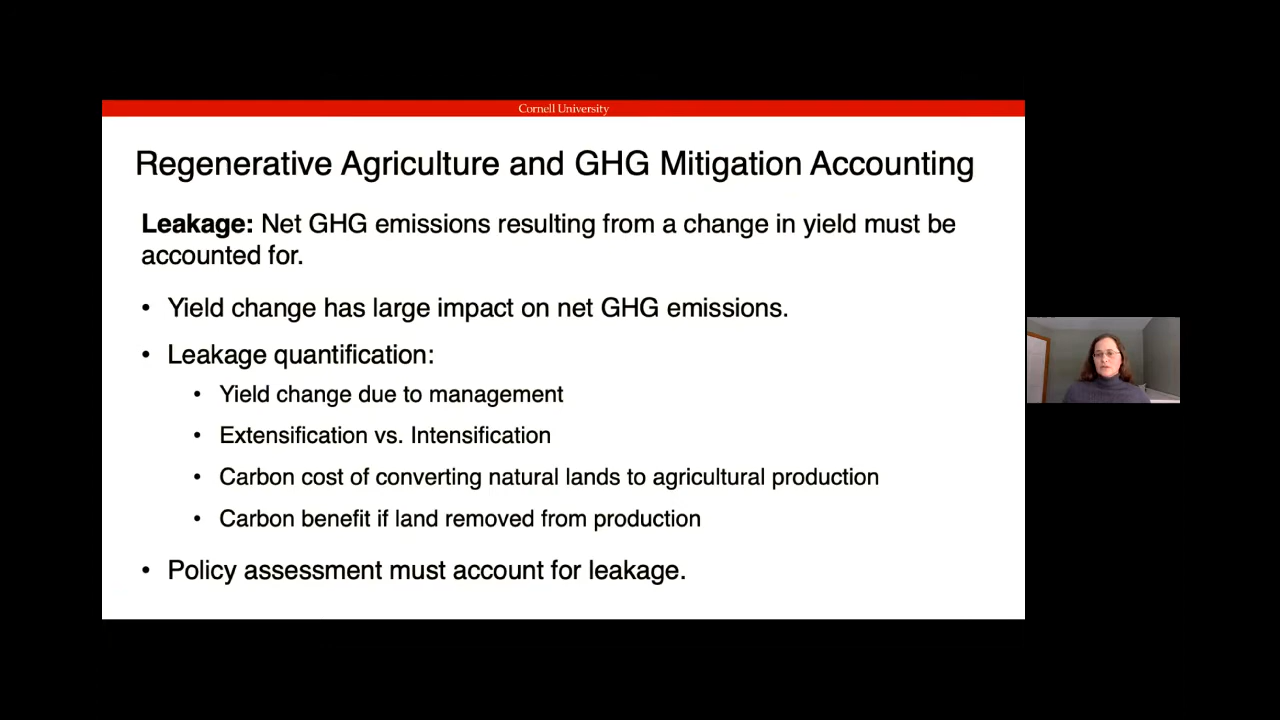 Cornell University
Regenerative Agriculture and GHG Mitigation Accounting
Leakage: Net GHG emissions resulting from a change in yield must be
accounted for.
• Yield change has large impact on net GHG emissions.
• Leakage quantification:
• Yield change due to management
• Extensification vs. Intensification
• Carbon cost of converting natural lands to agricultural production
• Carbon benefit if land removed from production
• Policy assessment must account for leakage.